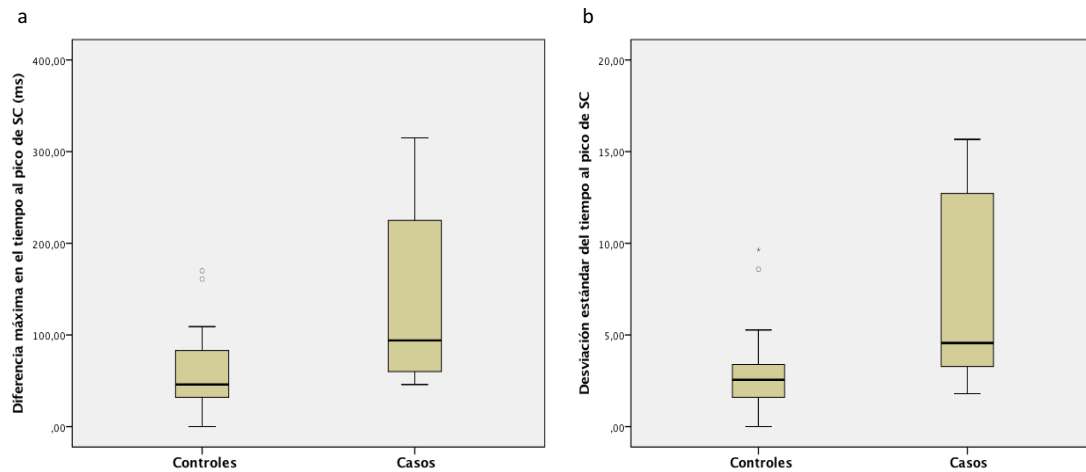 a
Diferencia máxima en el tiempo al pico de SC (ms)
400,00
300,00
200,00
100,00
,00
Controles
Casos
b
Desviación estándar del tiempo al pico de SC
20,00
15,00
10,00
5,00
,00
Controles
Casos